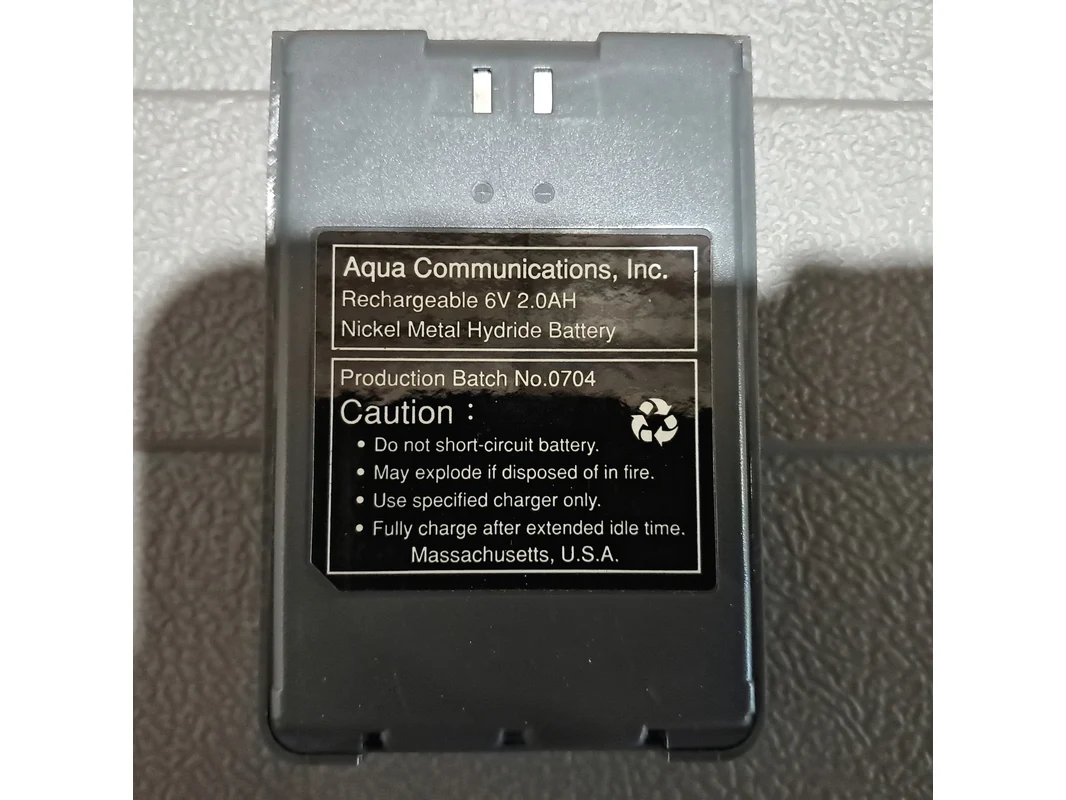 Aqua Communications, Inc.
Rechargeable 6V 2.0AH
Nickel Metal Hydride Battery
Production Batch No.0704
Caution :
• Do not short-circuit battery.
• May explode if disposed of in fire.
• Use specified charger only.
• Fully charge after extended idle time.
Massachusetts, U.S.A.